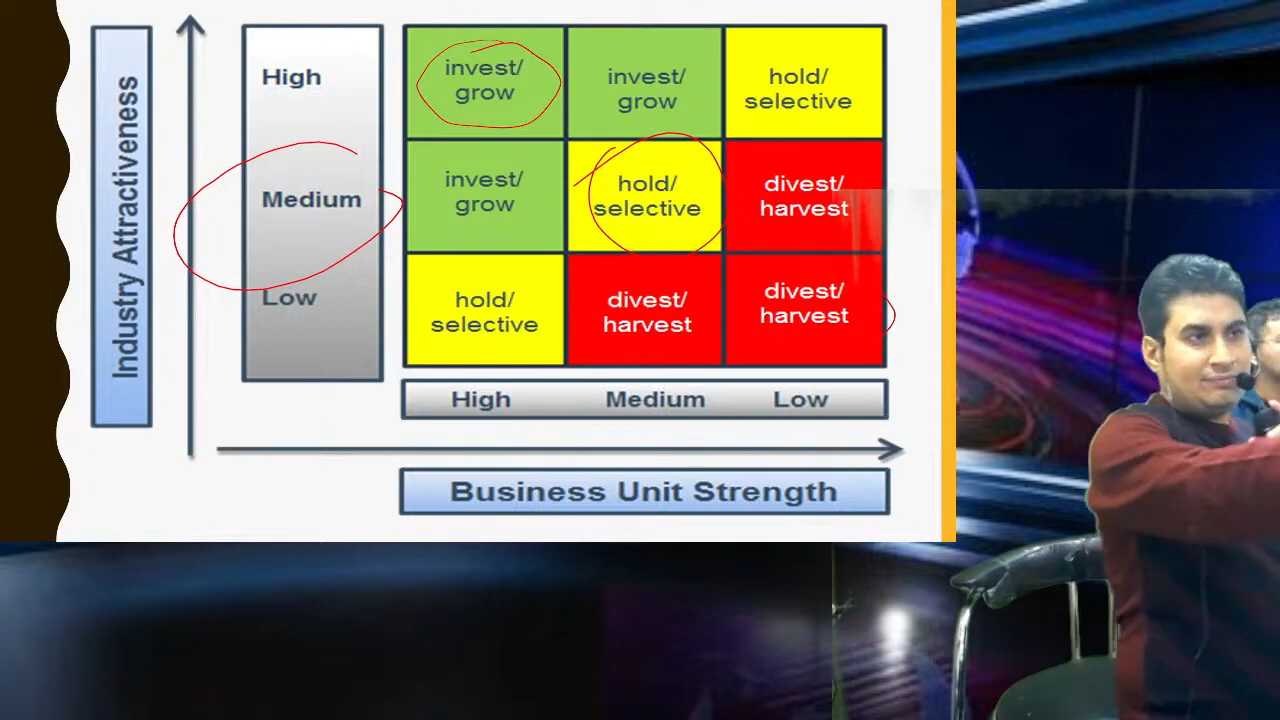 Industry Attractiveness
High
Medium
Low
invest/
grow
invest/
grow
hold/
selective
invest/
grow
hold/
selective
divest/
harvest
hold/
selective
divest/
harvest
divest/
harvest
High Medium Low
Business Unit Strength